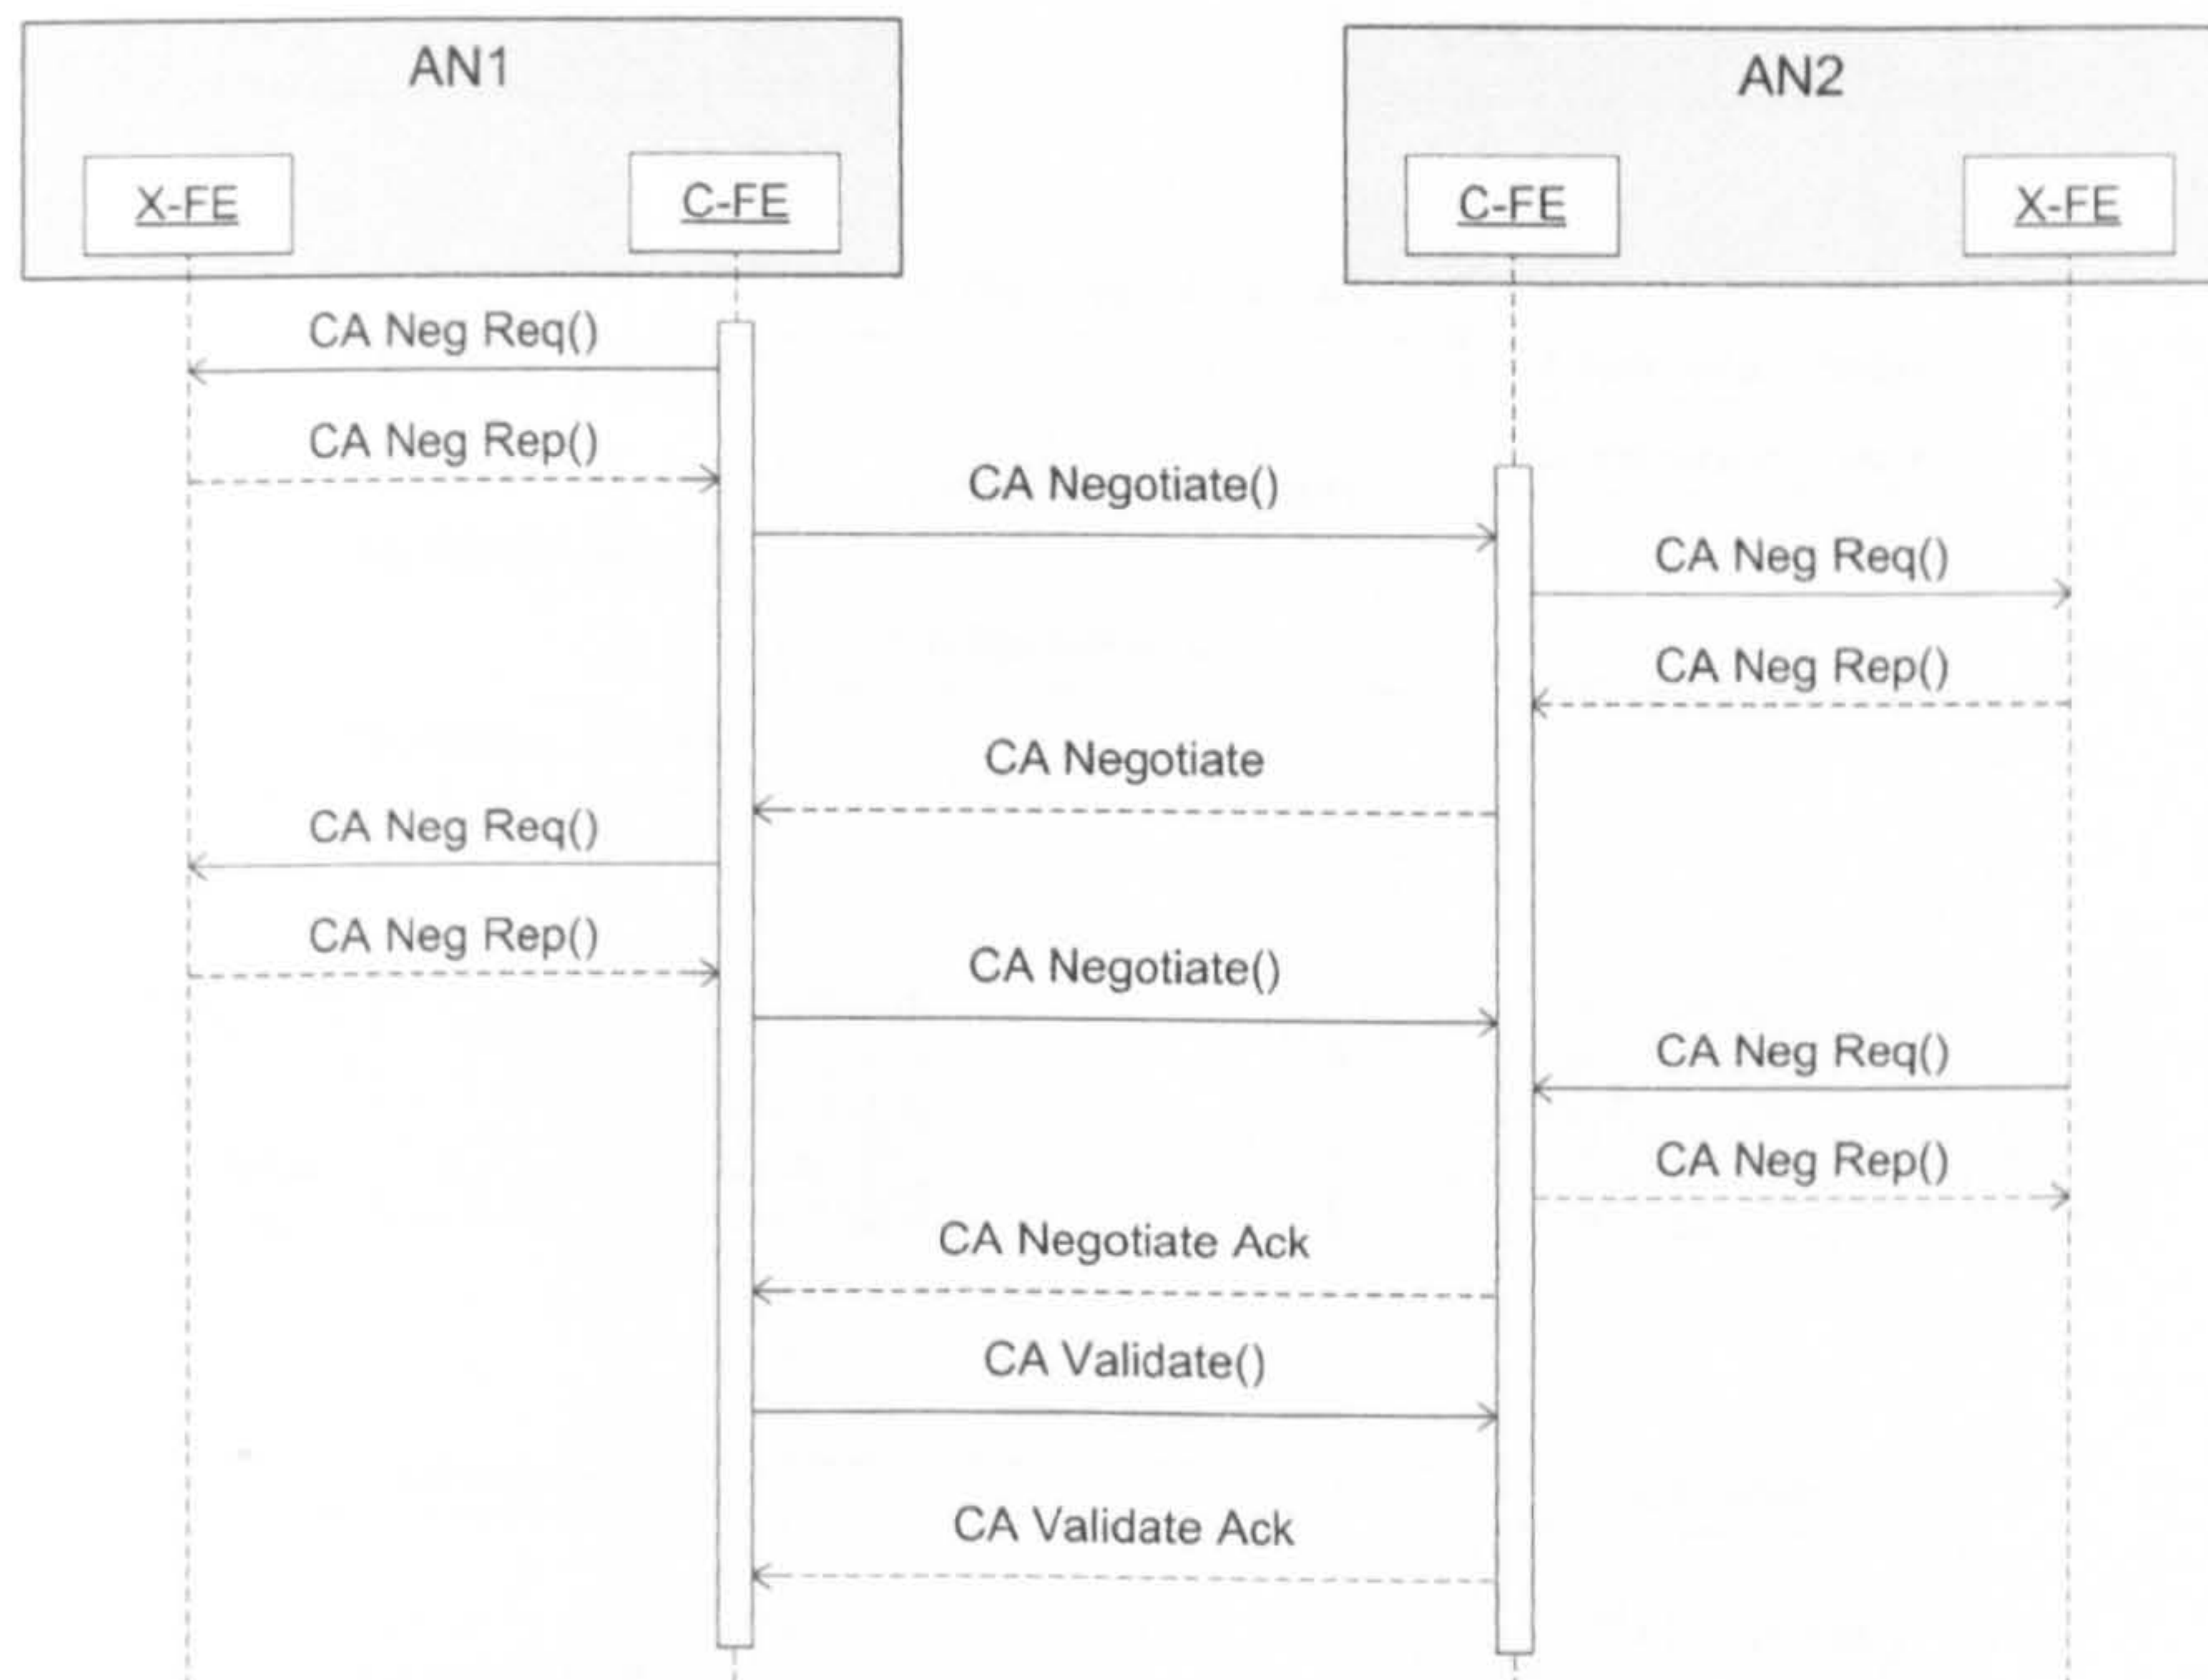 AN1
AN2
X-FE
C-FE
C-FE
X-FE
CA Neg Req()
CA Neg Rep()
CA Negotiate()
CA Neg Req()
CA Neg Rep()
CA Negotiate
CA Neg Req()
CA Neg Rep()
CA Negotiate()
CA Neg Req()
CA Neg Rep()
CA Negotiate Ack
CA Validate()
CA Validate Ack